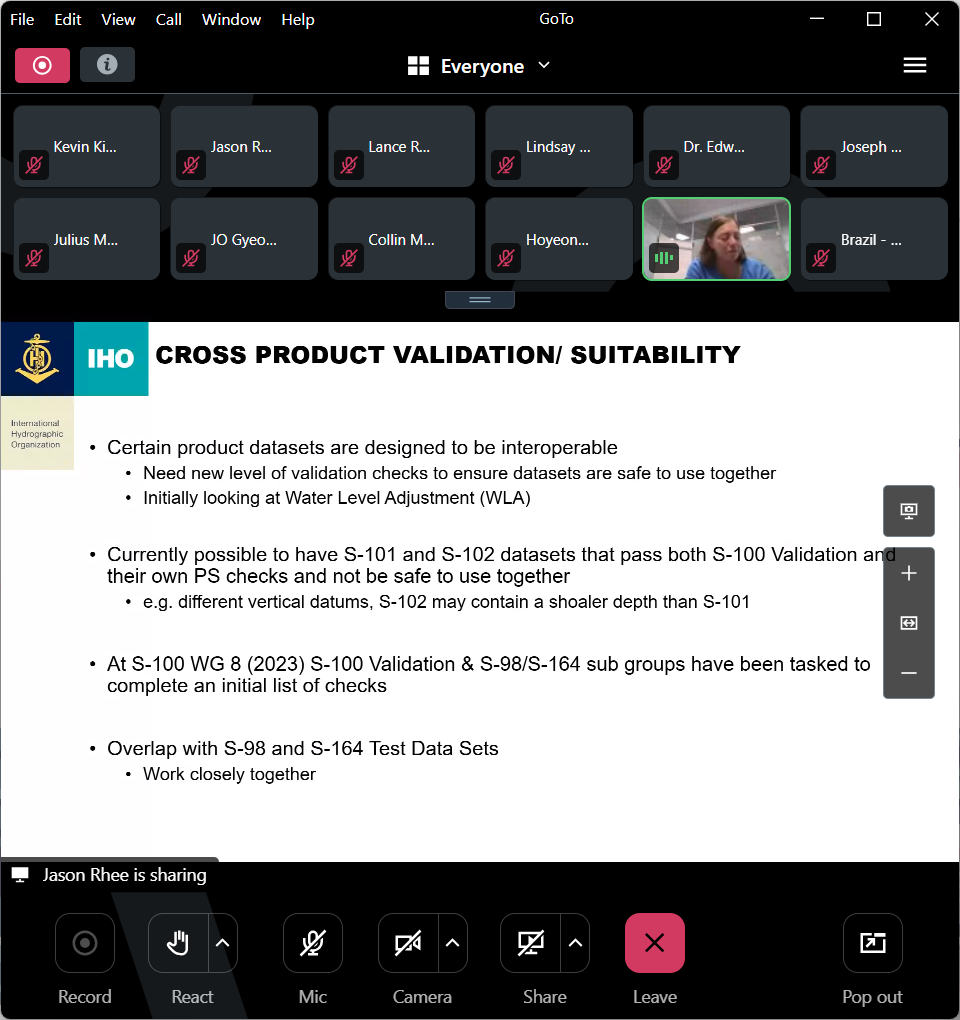 File Edit View Call Window Help GoTo
Everyone
Kevin Ki... Jason R... Lance R... Lindsay ... Dr. Edw... Joseph ...
Julius M... JO Gyeo... Collin M... Hoyeon... Brazil - ...
IHO
CROSS PRODUCT VALIDATION/ SUITABILITY
International
Hydrographic
Organization
• Certain product datasets are designed to be interoperable
• Need new level of validation checks to ensure datasets are safe to use together
• Initially looking at Water Level Adjustment (WLA)
• Currently possible to have S-101 and S-102 datasets that pass both S-100 Validation and
their own PS checks and not be safe to use together
• e.g. different vertical datums, S-102 may contain a shoaler depth than S-101
• At S-100 WG 8 (2023) S-100 Validation & S-98/S-164 sub groups have been tasked to
complete an initial list of checks
• Overlap with S-98 and S-164 Test Data Sets
• Work closely together
Jason Rhee is sharing
Record React Mic Camera Share Leave Pop out